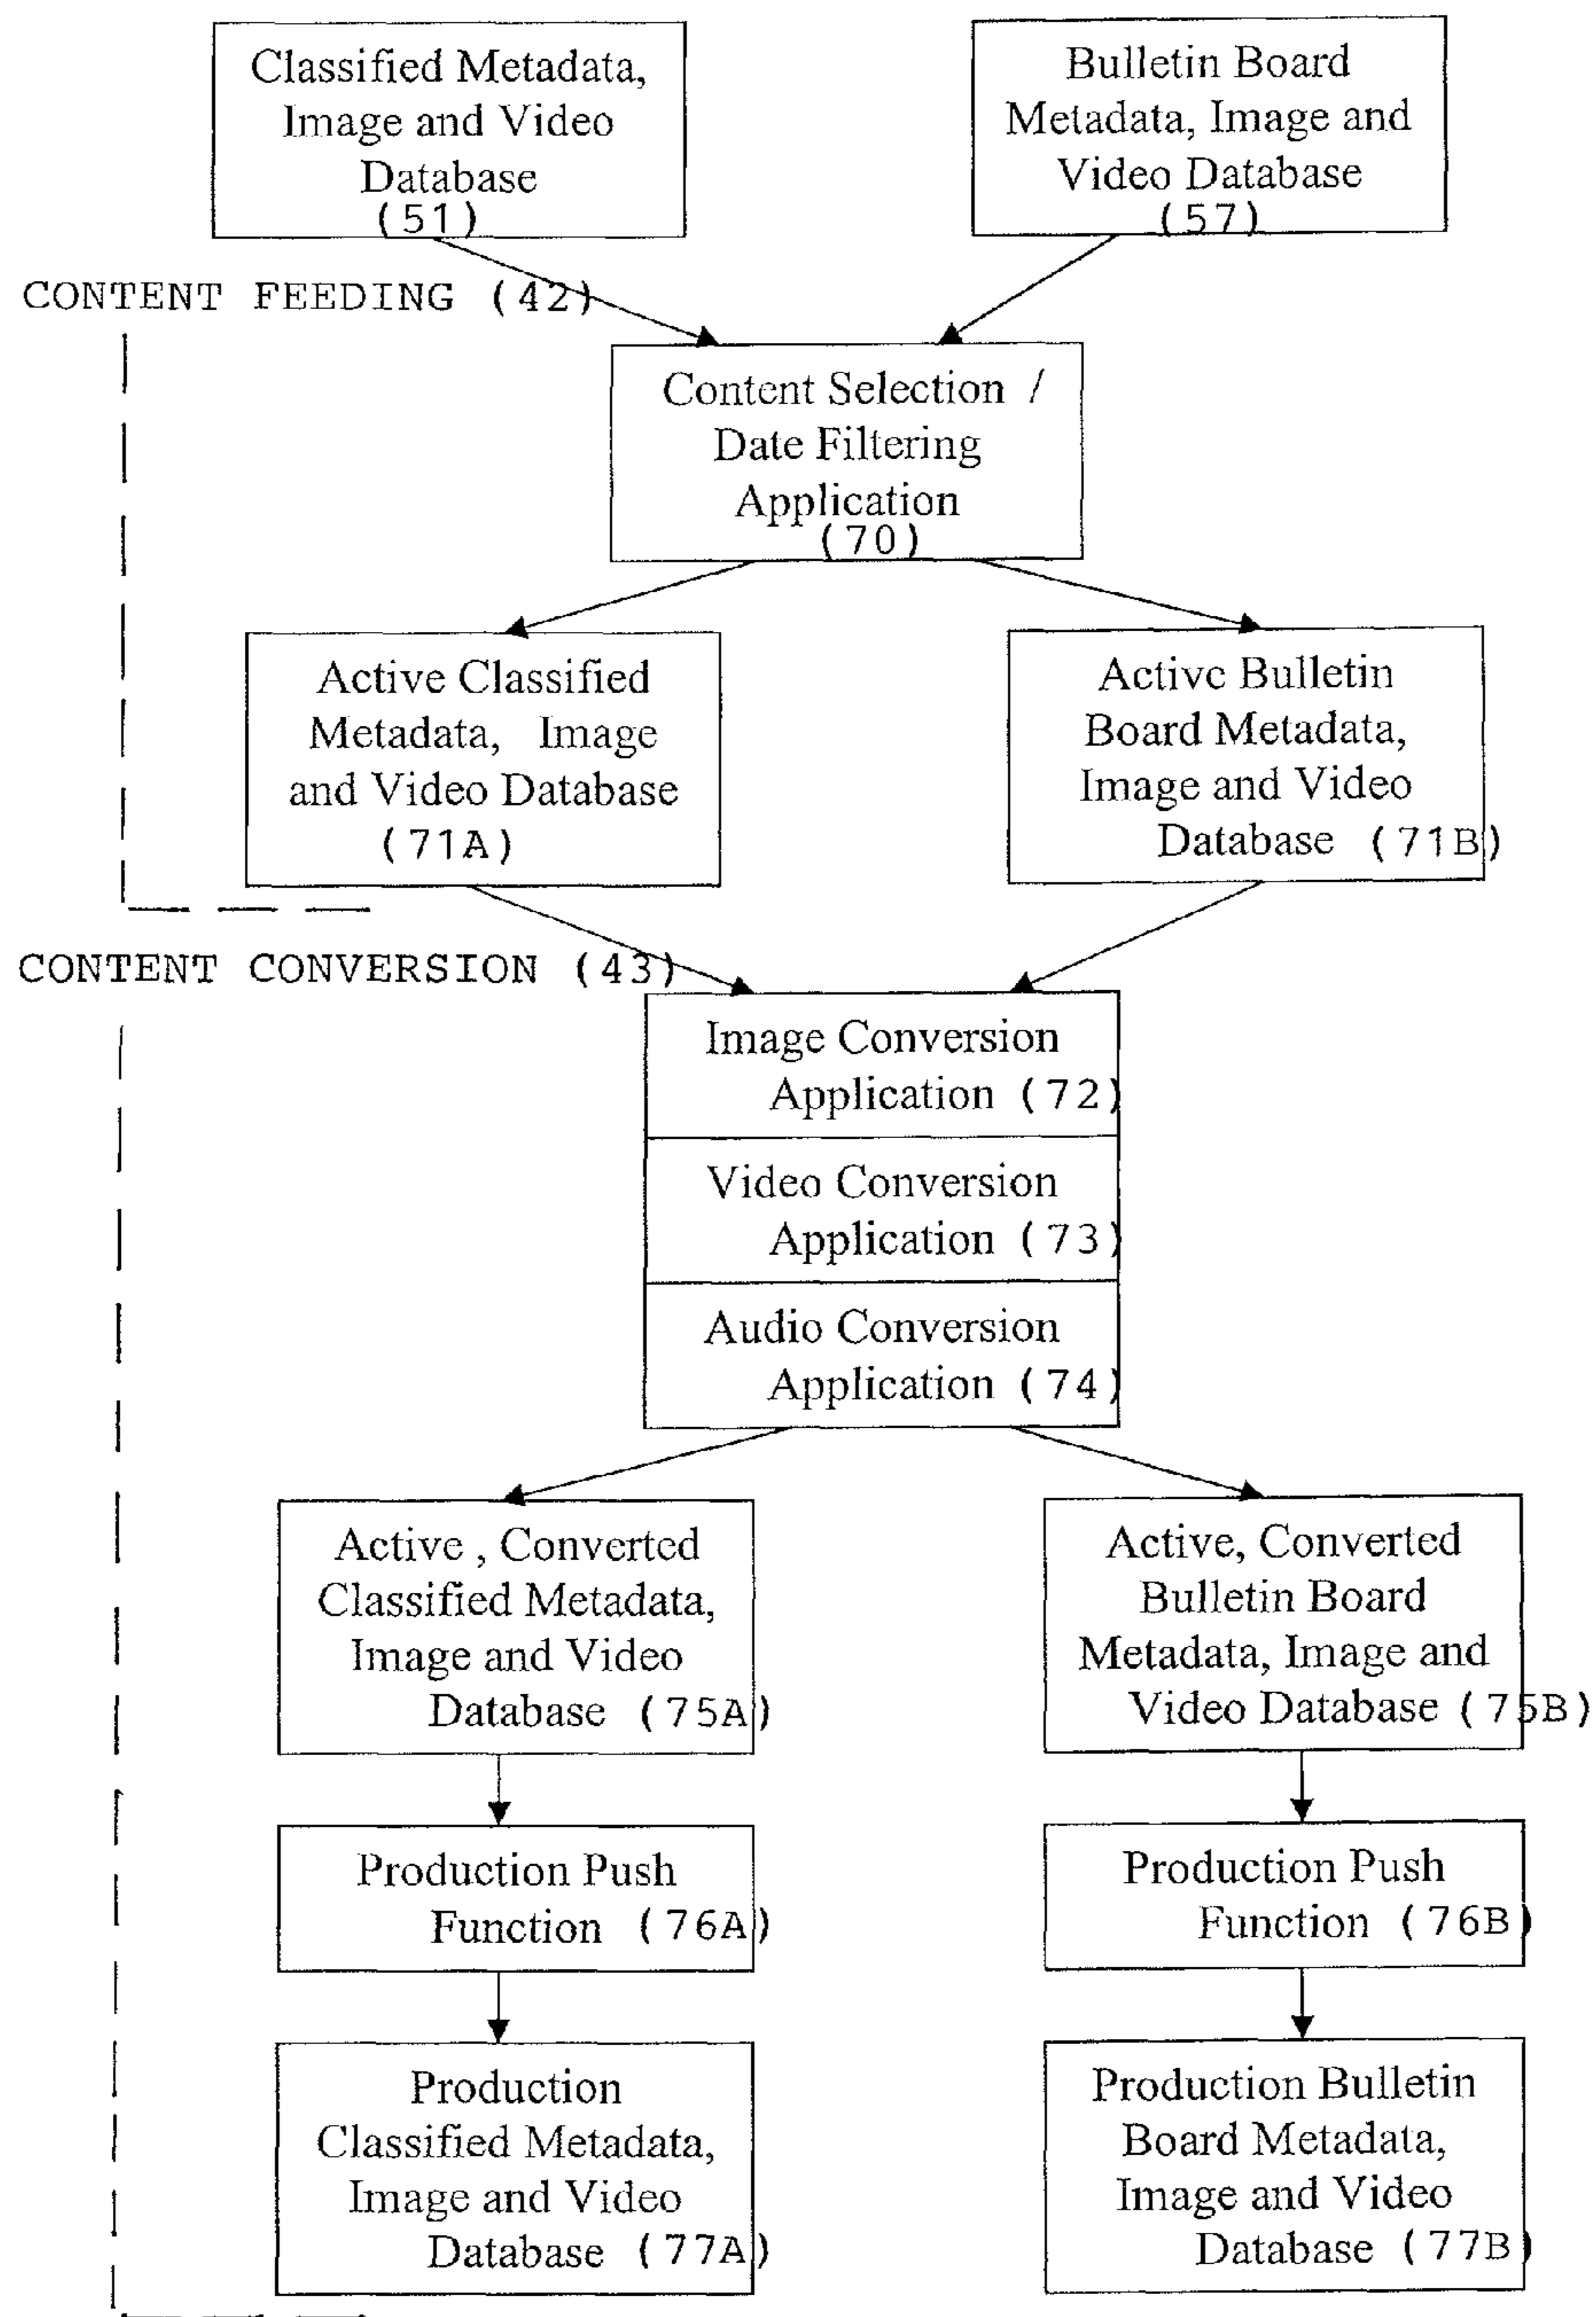 Classified Metadata,
Image and Video
Database
(51)
Bulletin Board
Metadata, Image and
Video Database
(57)
CONTENT FEEDING (42)
Content Selection /
Date Filtering
Application
(70)
Active Classified
Metadata, Image
and Video Database
(71A)
Active Bulletin
Board Metadata,
Image and Video
Database (71B)
CONTENT CONVERSION (43)
Image Conversion
Application (72)
Video Conversion
Application (73)
Audio Conversion
Application (74)
Active , Converted
Classified Metadata,
Image and Video
Database (75A)
Active, Converted
Bulletin Board
Metadata, Image and
Video Database (75B)
Production Push
Function (76A)
Production Push
Function (76B)
Production
Classified Metadata,
Image and Video
Database (77A)
Production Bulletin
Board Metadata,
Image and Video
Database (77B)